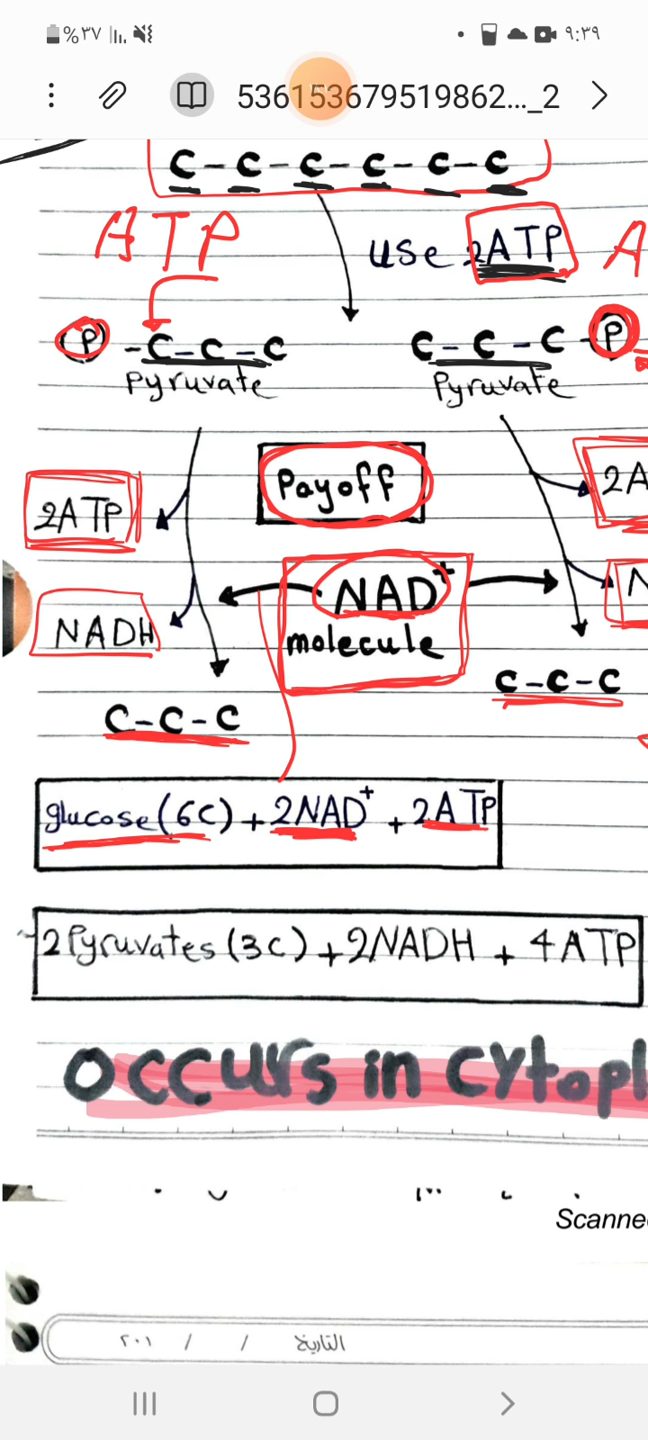 %٣٧
٩:٣٩
536153679519862..._2
C-C-C-C-C-C
ATP
use 2ATP
A
P -C-C-C
C-C-C-P
Pyruvate
Pyruvate
Payoff
2ATP
2A
NAD+
molecule
NADH
N
C-C-C
C-C-C
glucose(6C)+2NAD+ +2ATP
2Pyruvates(3C)+2NADH + 4ATP
occurs in cytopl
Scanne
التاريخ / / ٢٠١